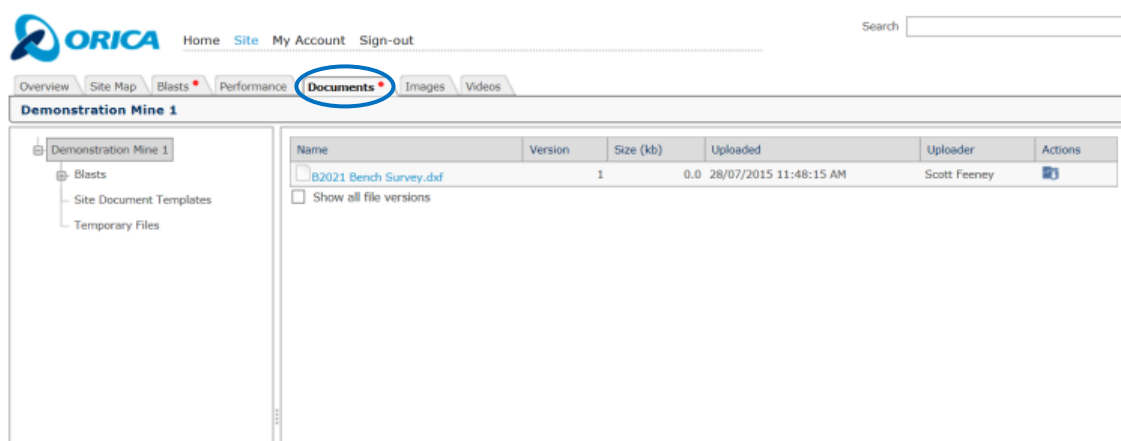 Search
ORICA Home Site My Account Sign-out
Overview Site Map Blasts Performance Documents Images Videos
Demonstration Mine 1
Demonstration Mine 1
Blasts
Site Document Templates
Temporary Files
Name Version Size (kb) Uploaded Uploader Actions
B2021 Bench Survey.dxf 1 0.0 28/07/2015 11:48:15 AM Scott Feeney
Show all file versions